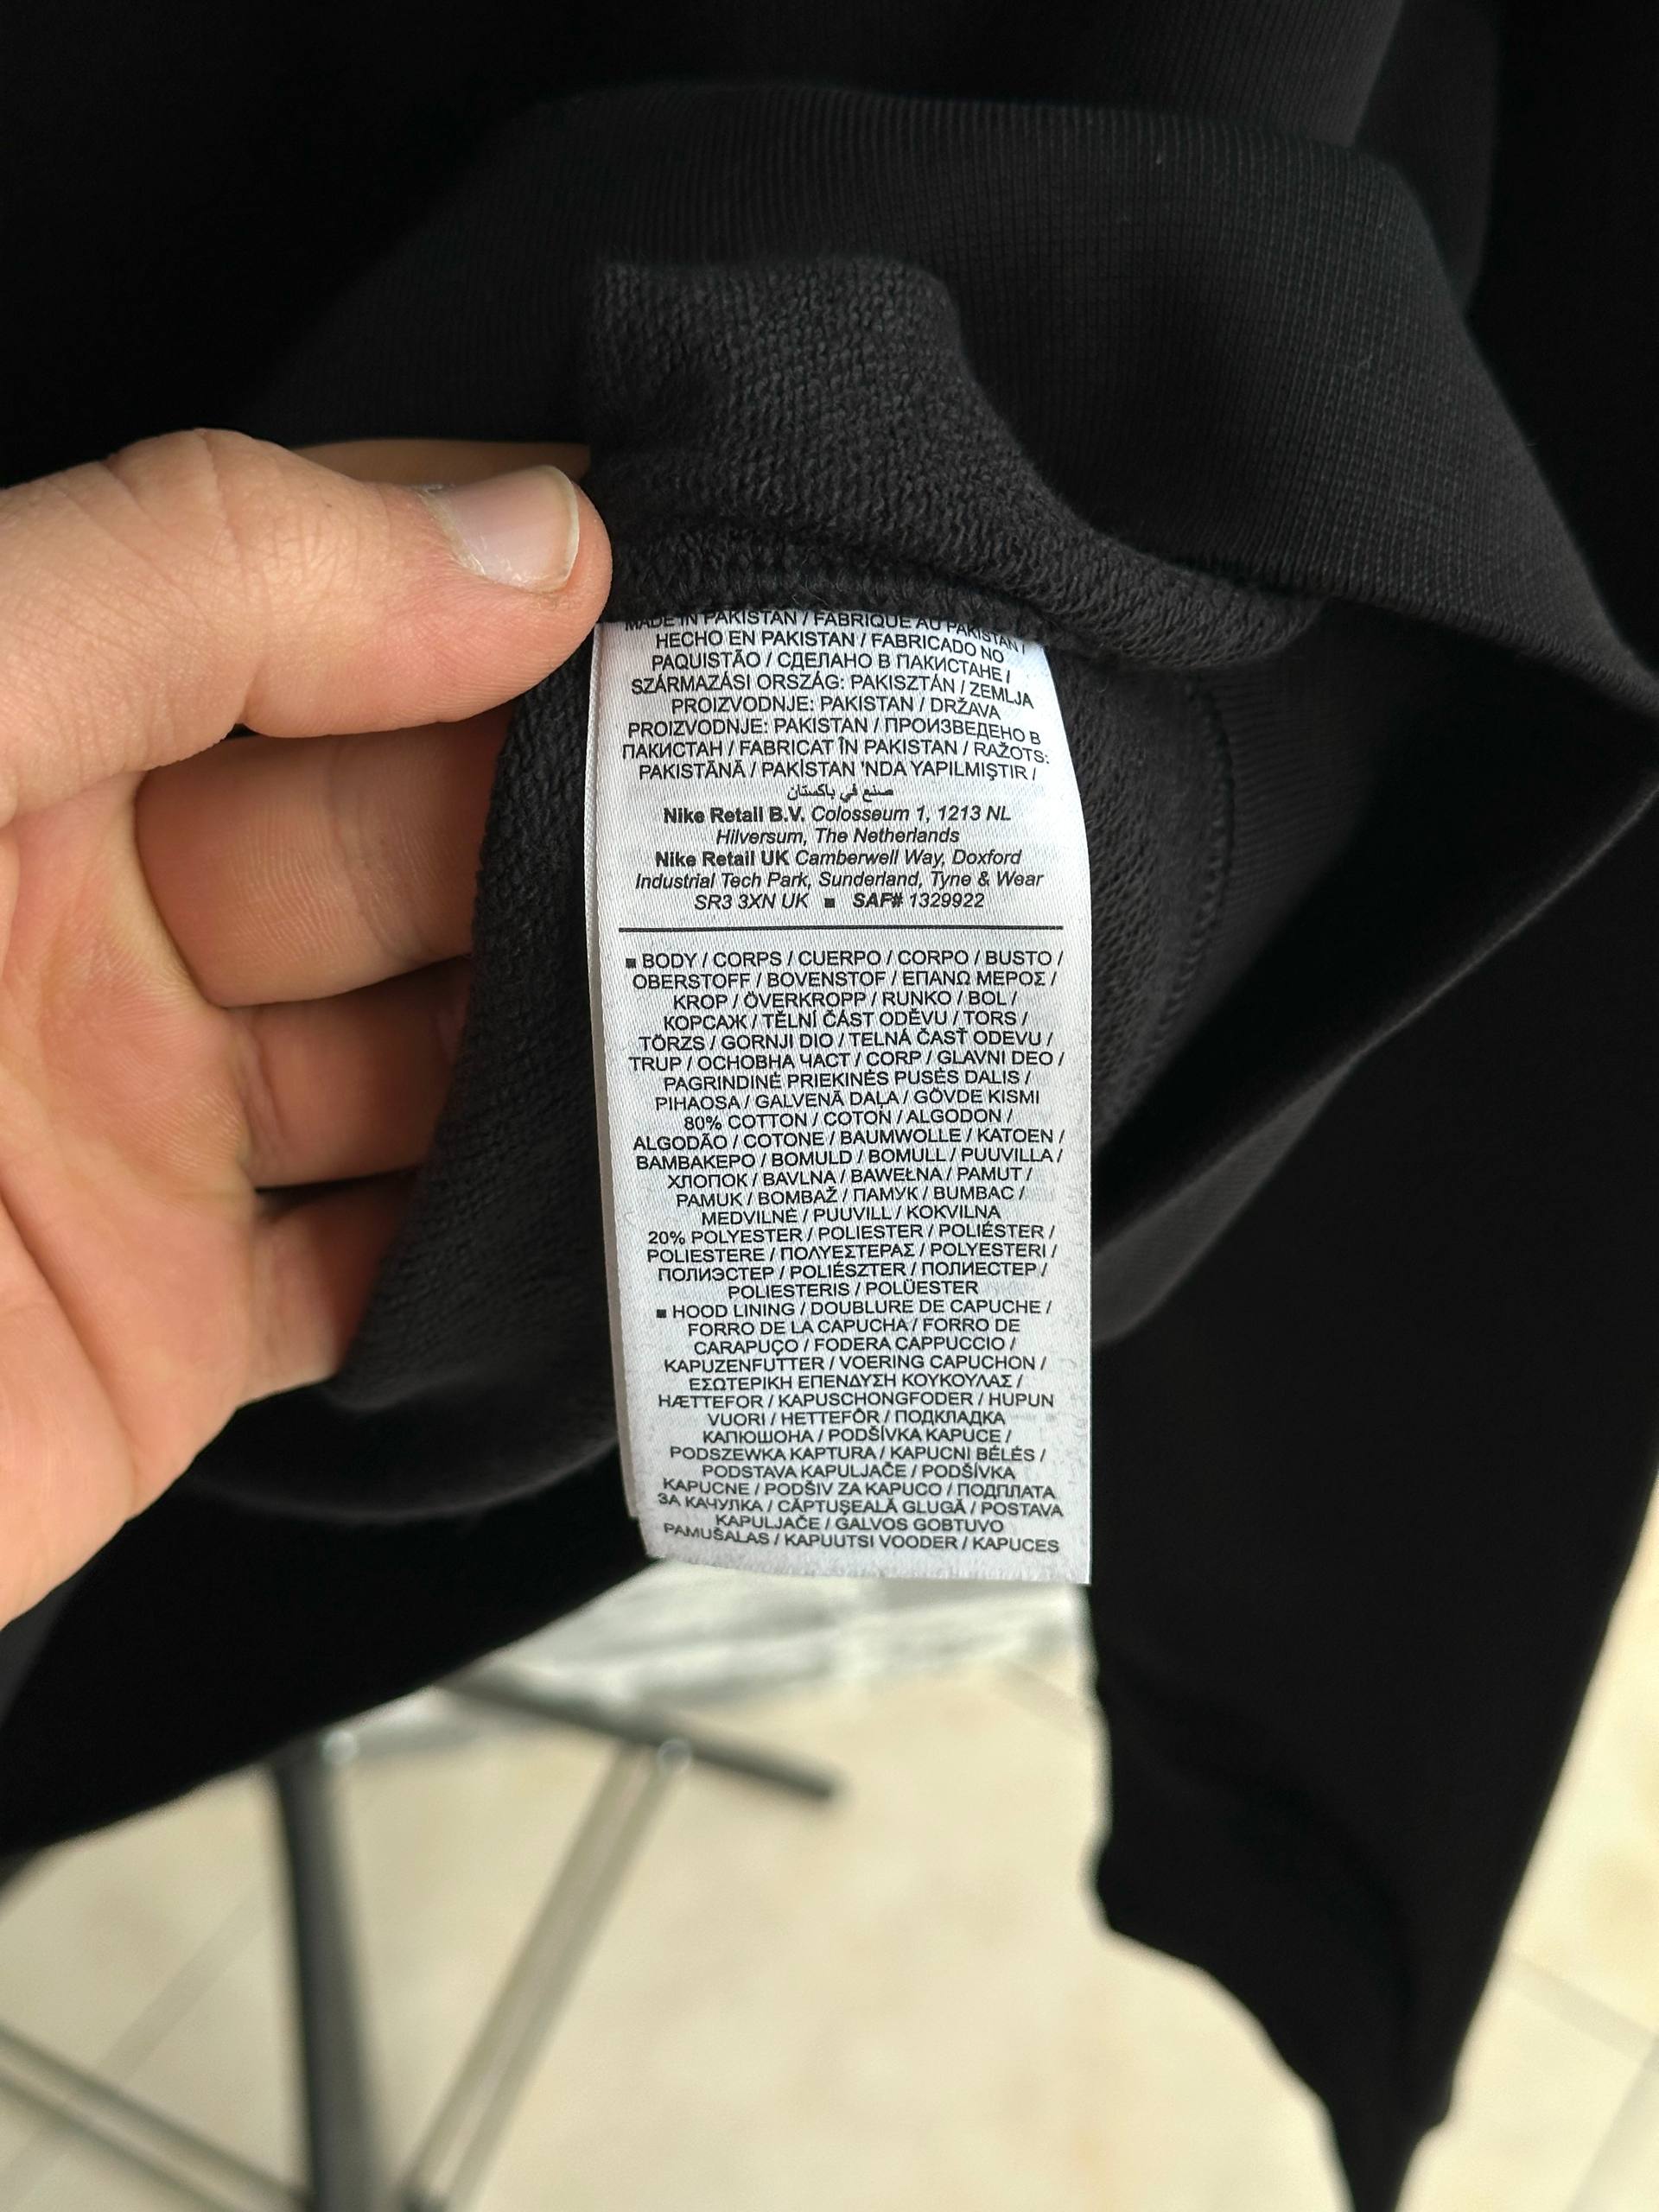 MADE IN PAKISTAN / FABRIQUÉ AU PAKISTAN /
HECHO EN PAKISTAN / FABRICADO NO
PAQUISTÃO / СДЕЛАНО В ПАКИСТАНЕ /
SZÁRMAZÁSI ORSZÁG: PAKISZTÁN / ZEMLJA
PROIZVODNJE: PAKISTAN / DRŽAVA
PROIZVODNJE: PAKISTAN / ПРОИЗВЕДЕНО В
ПАКИСТАН / FABRICAT ÎN PAKISTAN / RAŽOTS:
PAKISTĀNĀ / PAKİSTAN 'NDA YAPILMIŞTIR /
صنع في باكستان
Nike Retail B.V. Colosseum 1, 1213 NL
Hilversum, The Netherlands
Nike Retail UK Camberwell Way, Doxford
Industrial Tech Park, Sunderland, Tyne & Wear
SR3 3XN UK ■ SAF# 1329922
■ BODY / CORPS / CUERPO / CORPO / BUSTO /
OBERSTOFF / BOVENSTOF / ΕΠΑΝΩ ΜΕΡΟΣ /
KROP / ÖVERKROPP / RUNKO / BOL /
КОРСАЖ / TĚLNÍ ČÁST ODĚVU / TORS /
TÖRZS / GORNJI DIO / TELNÁ ČASŤ ODEVU /
TRUP / ОСНОВНА ЧАСТ / CORP / GLAVNI DEO /
PAGRINDINĖ PRIEKINĖS PUSĖS DALIS /
PIHAOSA / GALVENĀ DAĻA / GÖVDE KISMI
80% COTTON / COTON / ALGODON /
ALGODÃO / COTONE / BAUMWOLLE / KATOEN /
ΒΑΜΒΑΚΕΡΟ / BOMULD / BOMULL / PUUVILLA /
ХЛОПОК / BAVLNA / BAWEŁNA / PAMUT /
PAMUK / BOMBAŽ / ПАМУК / BUMBAC /
MEDVILNĖ / PUUVILL / KOKVILNA
20% POLYESTER / POLIESTER / POLIÉSTER /
POLIESTERE / ΠΟΛΥΕΣΤΕΡΑΣ / POLYESTERI /
ПОЛИЭСТЕР / POLIÉSZTER / ПОЛИЕСТЕР /
POLIESTERIS / POLÜESTER
■ HOOD LINING / DOUBLURE DE CAPUCHE /
FORRO DE LA CAPUCHA / FORRO DE
CARAPUÇO / FODERA CAPPUCCIO /
KAPUZENFUTTER / VOERING CAPUCHON /
ΕΣΩΤΕΡΙΚΗ ΕΠΕΝΔΥΣΗ ΚΟΥΚΟΥΛΑΣ /
HÆTTEFOR / KAPUSCHONGFODER / HUPUN
VUORI / HETTEFÔR / ПОДКЛАДКА
КАПЮШОНА / PODŠÍVKA KAPUCE /
PODSZEWKA KAPTURA / KAPUCNI BÉLÉS /
PODSTAVA KAPULJAČE / PODŠÍVKA
KAPUCNE / PODŠIV ZA KAPUCO / ПОДПЛАТА
ЗА КАЧУЛКА / CĂPTUŞEALĂ GLUGĂ / POSTAVA
KAPULJAČE / GALVOS GOBTUVO
PAMUŠALAS / KAPUUTSI VOODER / KAPUCES